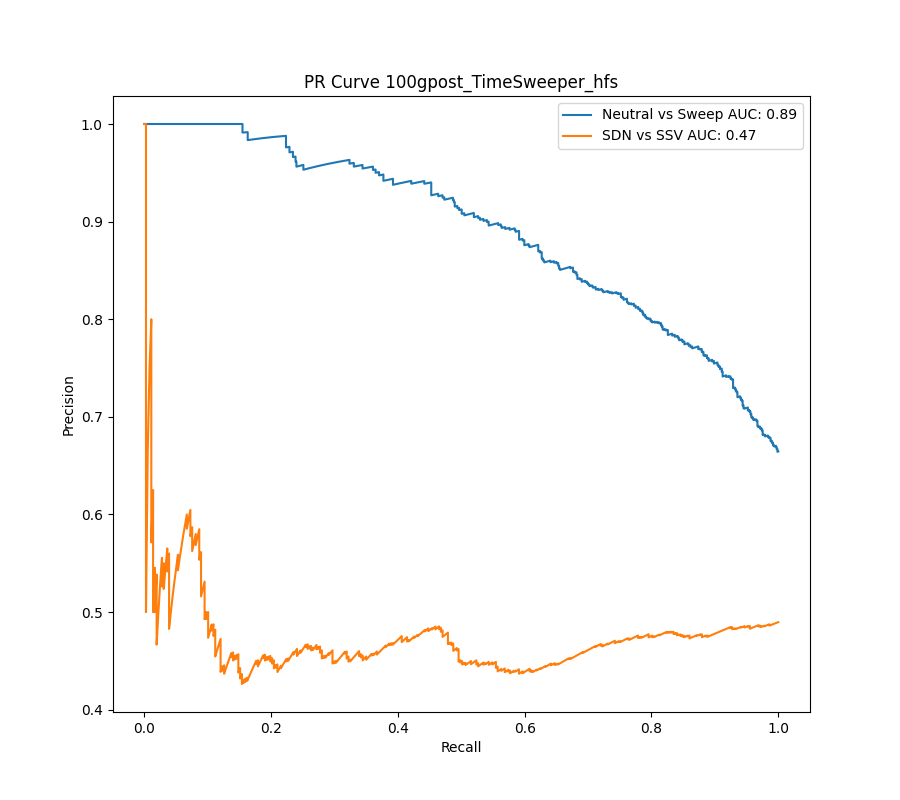 PR Curve 100gpost_TimeSweeper_hfs
Neutral vs Sweep AUC: 0.89
SDN vs SSV AUC: 0.47
1.0
0.9
0.8
0.7
0.6
0.5
0.4
Precision
0.0 0.2 0.4 0.6 0.8 1.0
Recall